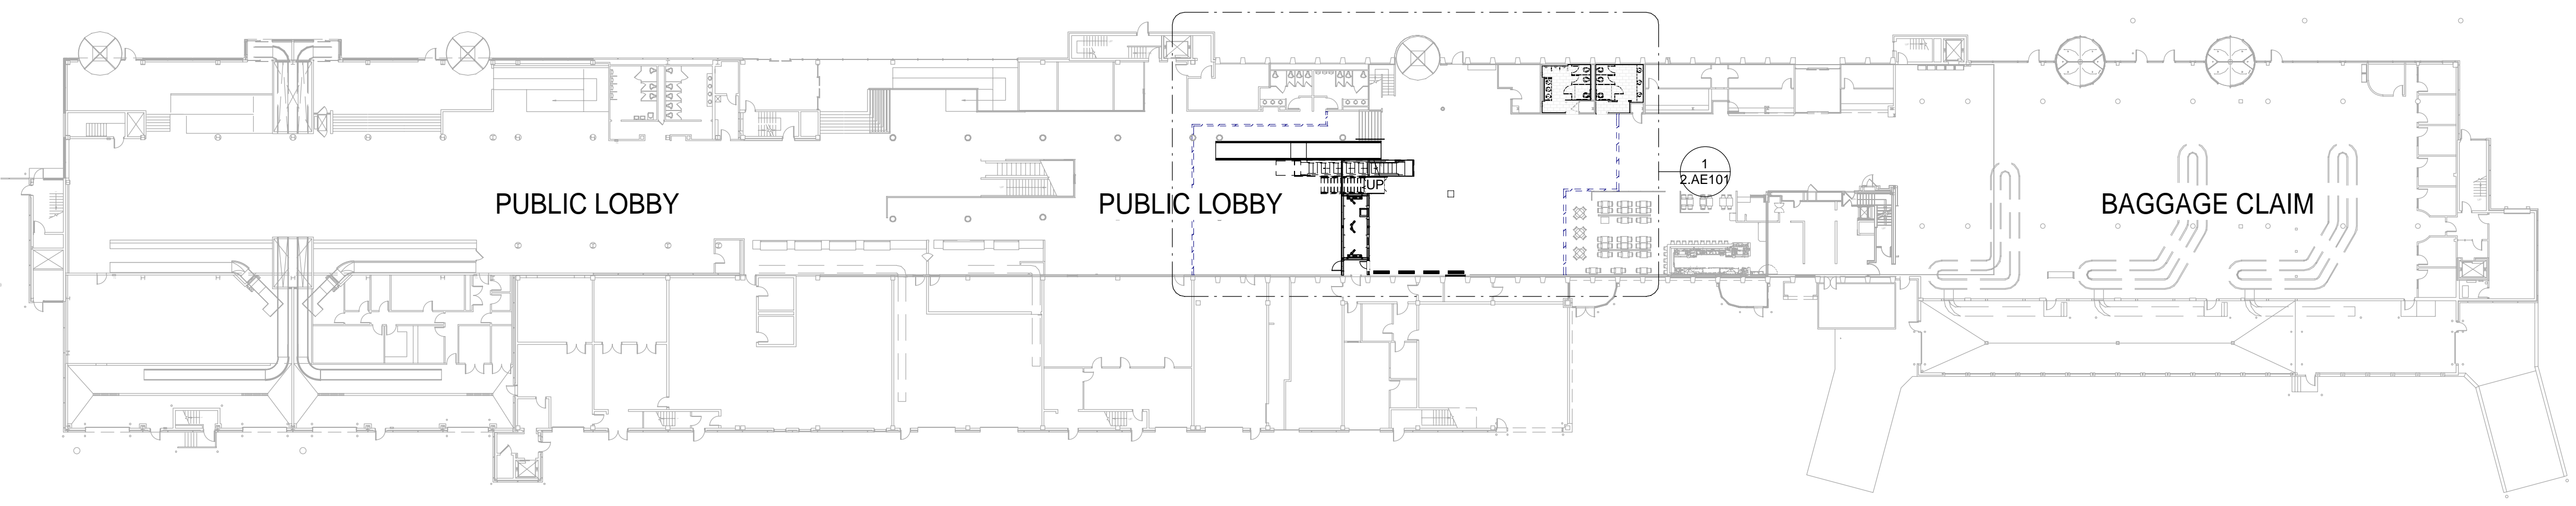 PUBLIC LOBBY
PUBLIC LOBBY
UP
1
2.AE101
BAGGAGE CLAIM